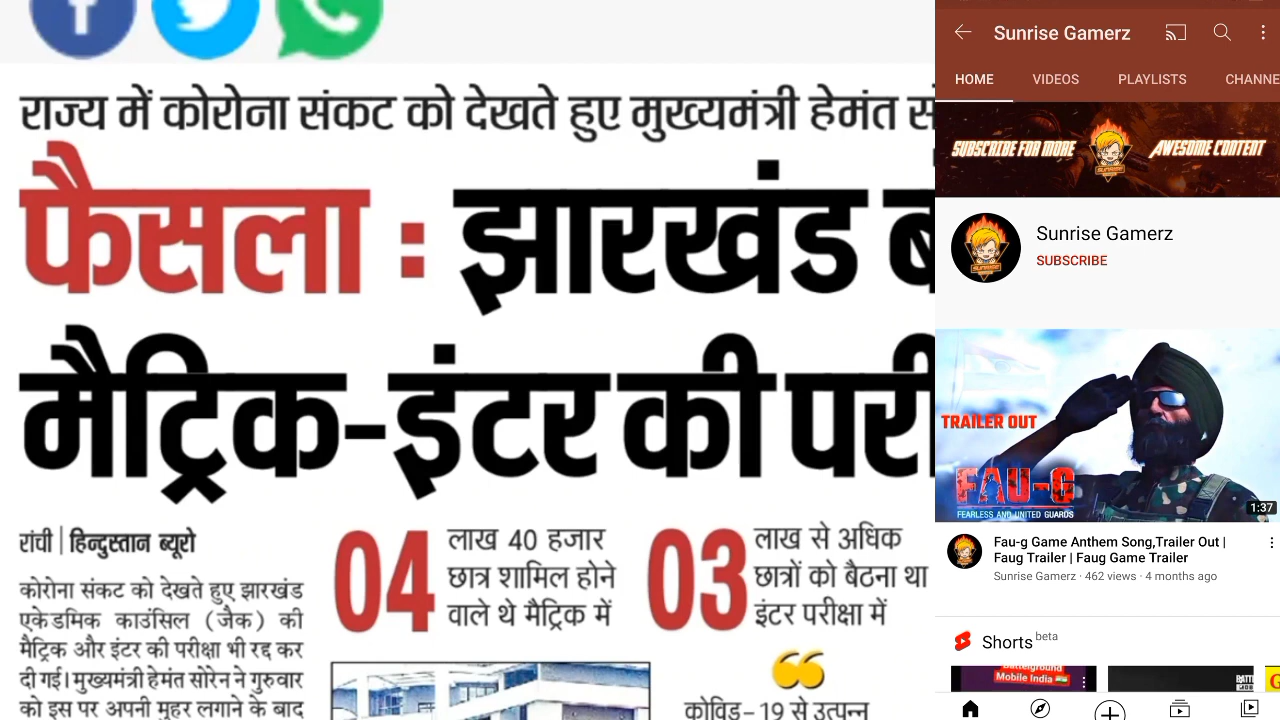 राज्य में कोरोना संकट को देखते हुए मुख्यमंत्री हेमंत
फैसला : झारखंड
मैट्रिक-इंटर की
रांची | हिन्दुस्तान ब्यूरो
कोरोना संकट को देखते हुए झारखंड
एकेडमिक काउंसिल (जैक) की
मैट्रिक और इंटर की परीक्षा भी रद्द कर
दी गई। मुख्यमंत्री हेमंत सोरेन ने गुरुवार
को इस पर अपनी मुहर लगाने के बाद
04 लाख 40 हजार
छात्र शामिल होने
वाले थे मैट्रिक में
03 लाख से अधिक
छात्रों को बैठना था
इंटर परीक्षा में
कोविड-19 से उत्पन्न
Sunrise Gamerz
HOME VIDEOS PLAYLISTS CHANNE
SUBSCRIBE FOR MORE AWESOME CONTENT
SUNRISE
Sunrise Gamerz
SUBSCRIBE
TRAILER OUT
FAU-G
FEARLESS AND UNITED GUARDS
1:37
Fau-g Game Anthem Song,Trailer Out |
Faug Trailer | Faug Game Trailer
Sunrise Gamerz · 462 views · 4 months ago
Shorts beta
Battleground
Mobile India